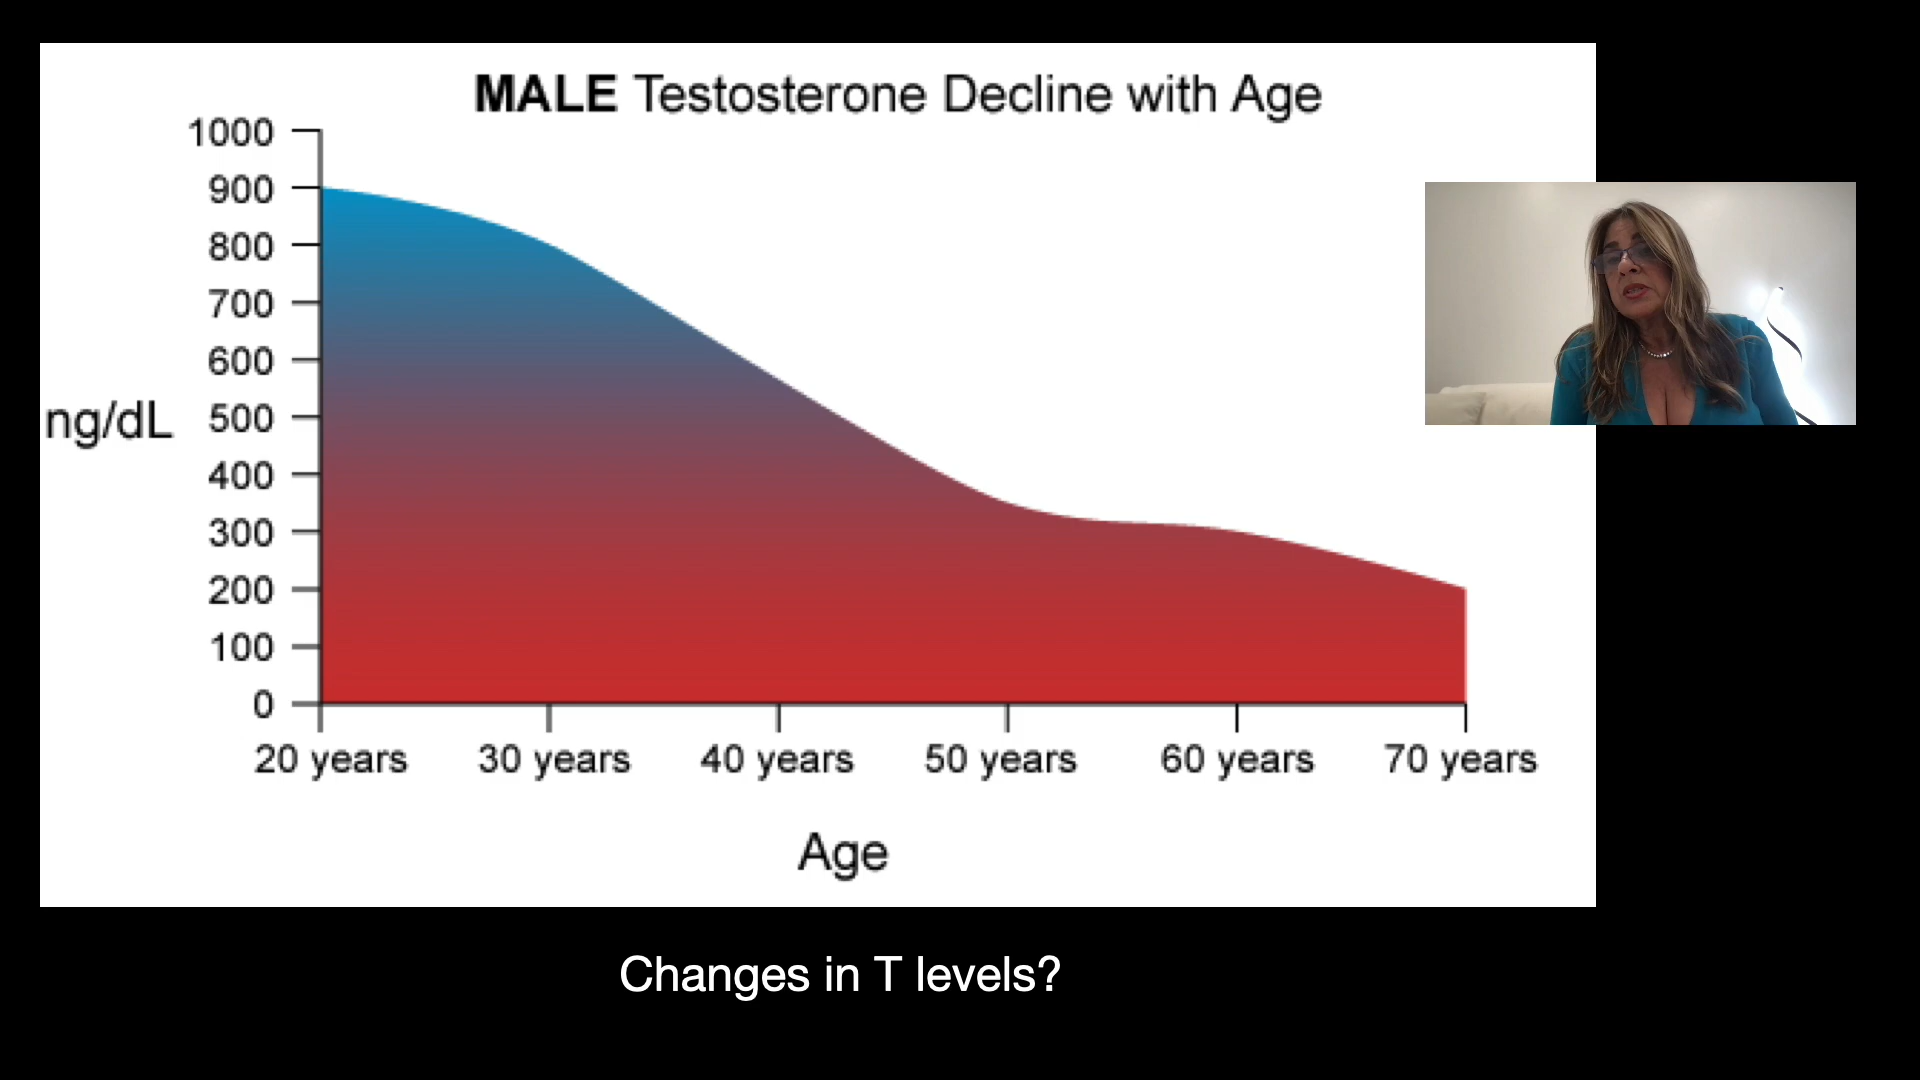 MALE Testosterone Decline with Age
1000
900
800
700
600
ng/dL
500
400
300
200
100
0
20 years
30 years
40 years
50 years
60 years
70 years
Age
Changes in T levels?